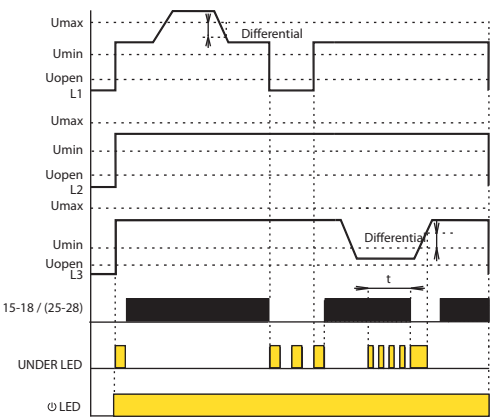 Umax
Differential
Umin
Uopen
L1
Umax
Umin
Uopen
L2
Umax
Differential
Umin
Uopen
L3
t
15-18 / (25-28)
UNDER LED
⏻ LED